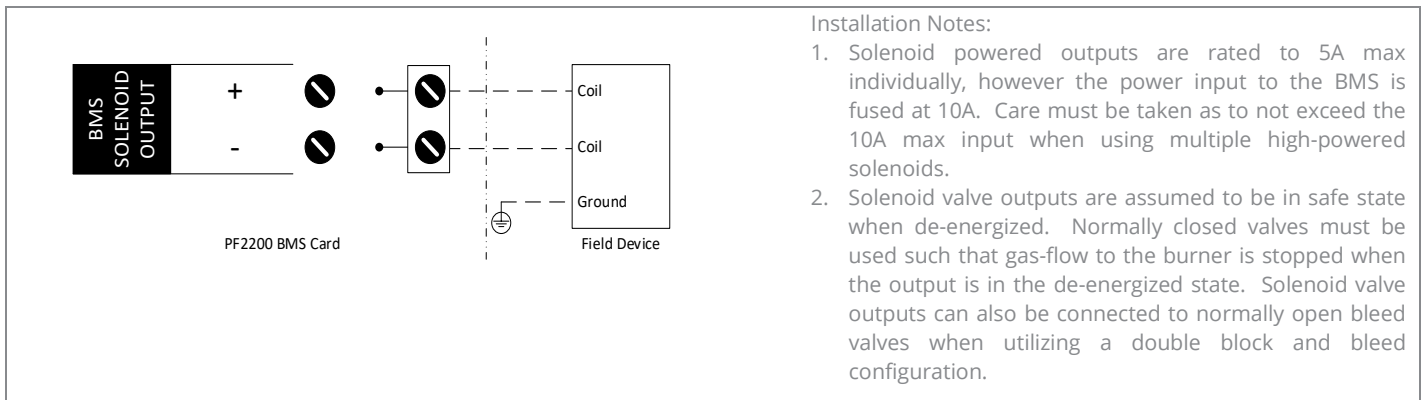 BMS
SOLENOID
OUTPUT
+
-
Coil
Coil
Ground
PF2200 BMS Card
Field Device
Installation Notes:
1. Solenoid powered outputs are rated to 5A max
individually, however the power input to the BMS is
fused at 10A. Care must be taken as to not exceed the
10A max input when using multiple high-powered
solenoids.
2. Solenoid valve outputs are assumed to be in safe state
when de-energized. Normally closed valves must be
used such that gas-flow to the burner is stopped when
the output is in the de-energized state. Solenoid valve
outputs can also be connected to normally open bleed
valves when utilizing a double block and bleed
configuration.